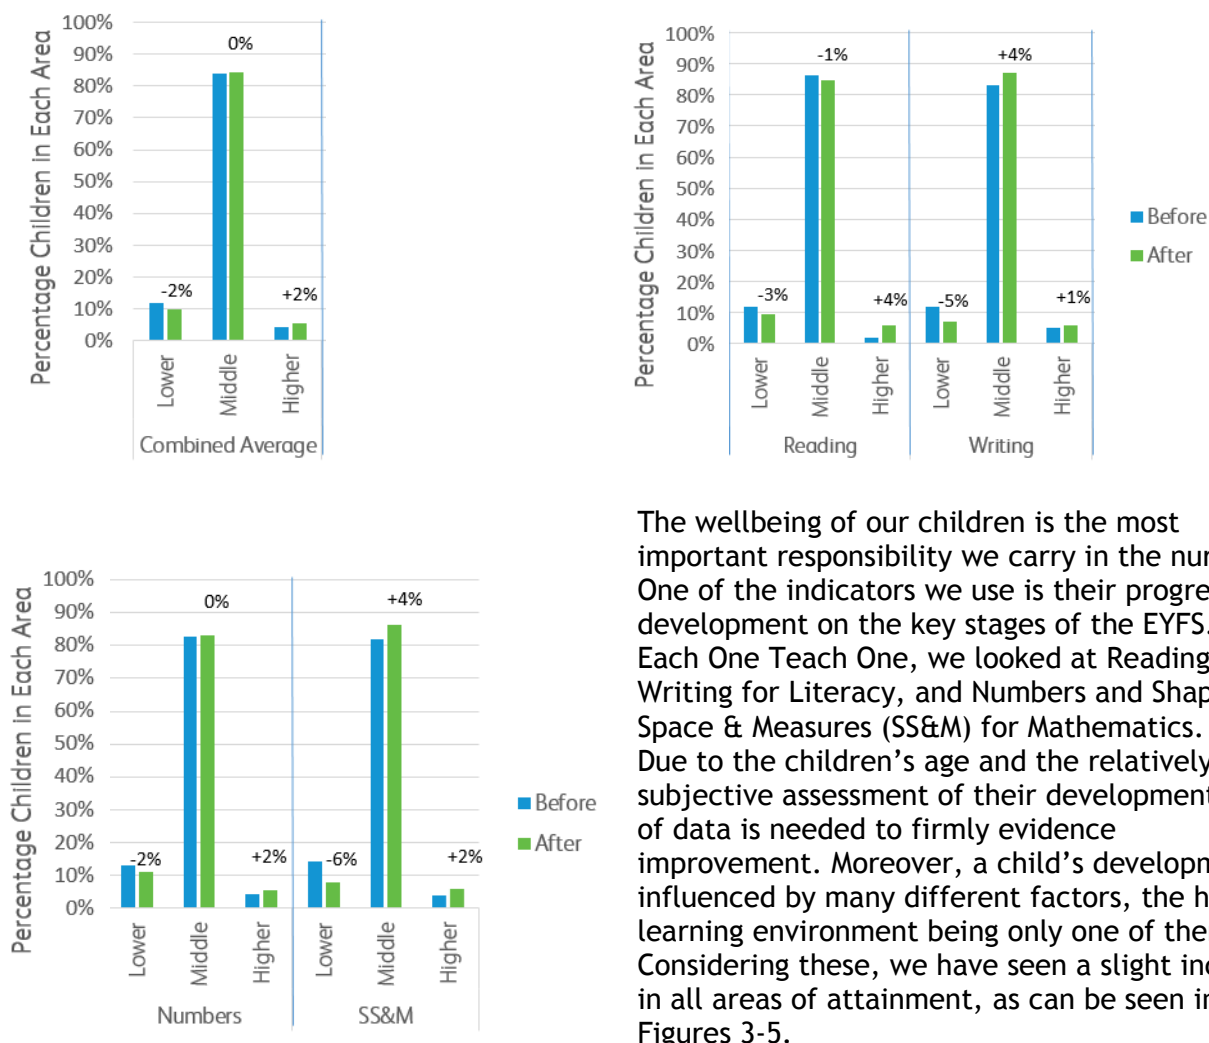 Percentage Children in Each Area
100%
90%
80%
70%
60%
50%
40%
30%
20%
10%
0%
-2%
0%
+2%
Lower
Middle
Higher
Combined Average
Percentage Children in Each Area
100%
90%
80%
70%
60%
50%
40%
30%
20%
10%
0%
-3%
-1%
+4%
-5%
+4%
+1%
Lower
Middle
Higher
Lower
Middle
Higher
Reading
Writing
Before
After
Percentage Children in Each Area
100%
90%
80%
70%
60%
50%
40%
30%
20%
10%
0%
-2%
0%
+2%
-6%
+4%
+2%
Lower
Middle
Higher
Lower
Middle
Higher
Numbers
SS&M
Before
After
The wellbeing of our children is the most
important responsibility we carry in the nur
One of the indicators we use is their progre
development on the key stages of the EYFS.
Each One Teach One, we looked at Reading
Writing for Literacy, and Numbers and Shap
Space & Measures (SS&M) for Mathematics.
Due to the children's age and the relatively
subjective assessment of their development
of data is needed to firmly evidence
improvement. Moreover, a child's developm
influenced by many different factors, the h
learning environment being only one of the
Considering these, we have seen a slight inc
in all areas of attainment, as can be seen in
Figures 3-5.